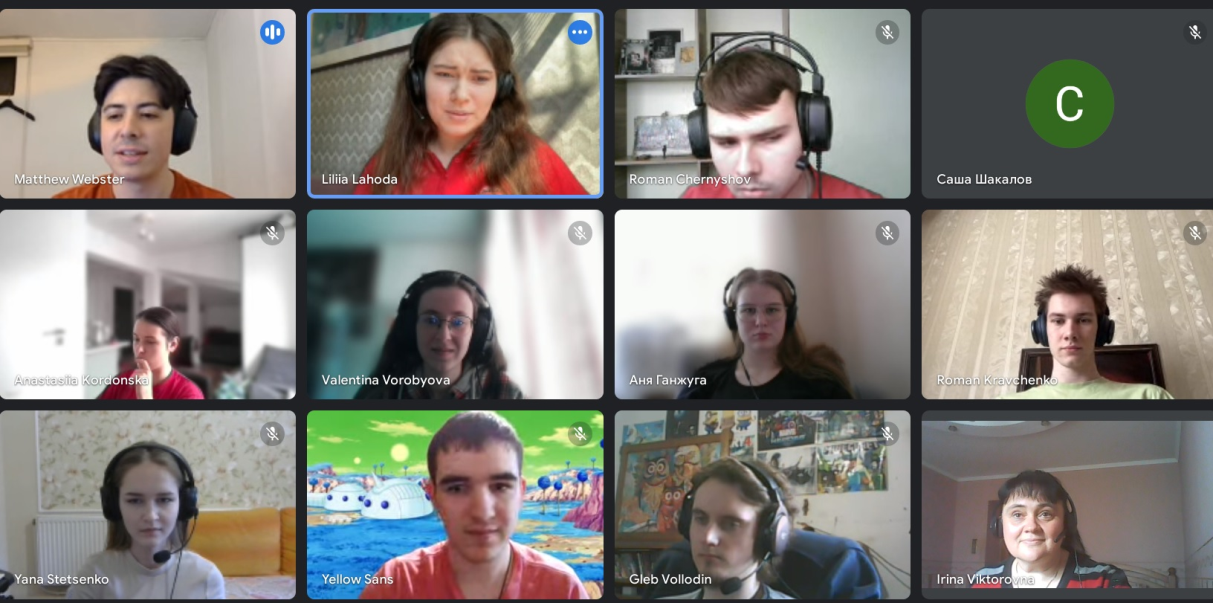 Matthew Webster
Liliia Lahoda
Roman Chernyshov
C
Саша Шакалов
Anastasiia Kordonska
Valentina Vorobyova
Аня Ганжуга
Roman Kravchenko
Yana Stetsenko
Yellow Sans
Gleb Vollodin
Irina Viktorovna